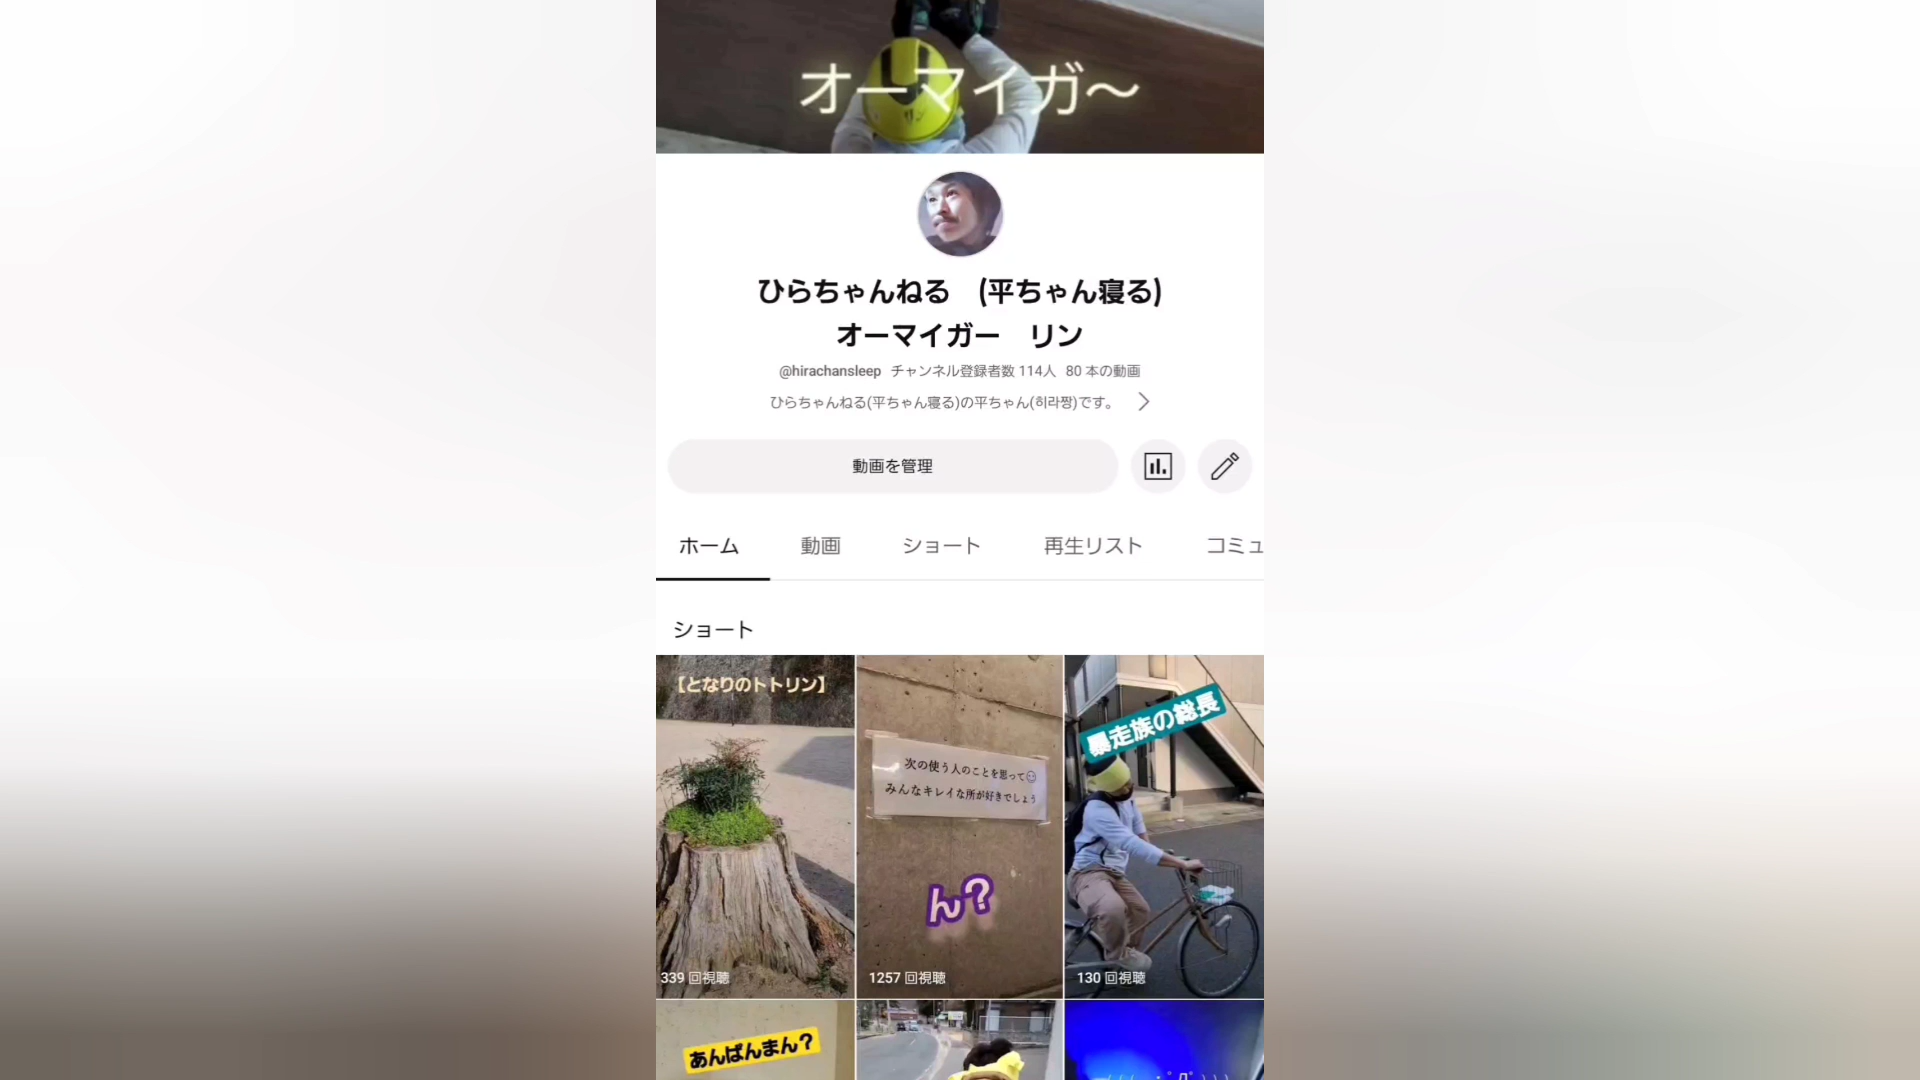 オーマイガ～
ひらちゃんねる　(平ちゃん寝る)
オーマイガー　リン
@hirachansleep チャンネル登録者数 114人 80 本の動画
ひらちゃんねる(平ちゃん寝る)の平ちゃん(히라짱)です。
動画を管理
ホーム 動画 ショート 再生リスト コミュ
ショート
【となりのトトリン】
次の使う人のことを思って
みんなキレイな所が好きでしょう
ん?
暴走族の総長
339 回視聴
1257 回視聴
130 回視聴
あんぱんまん?